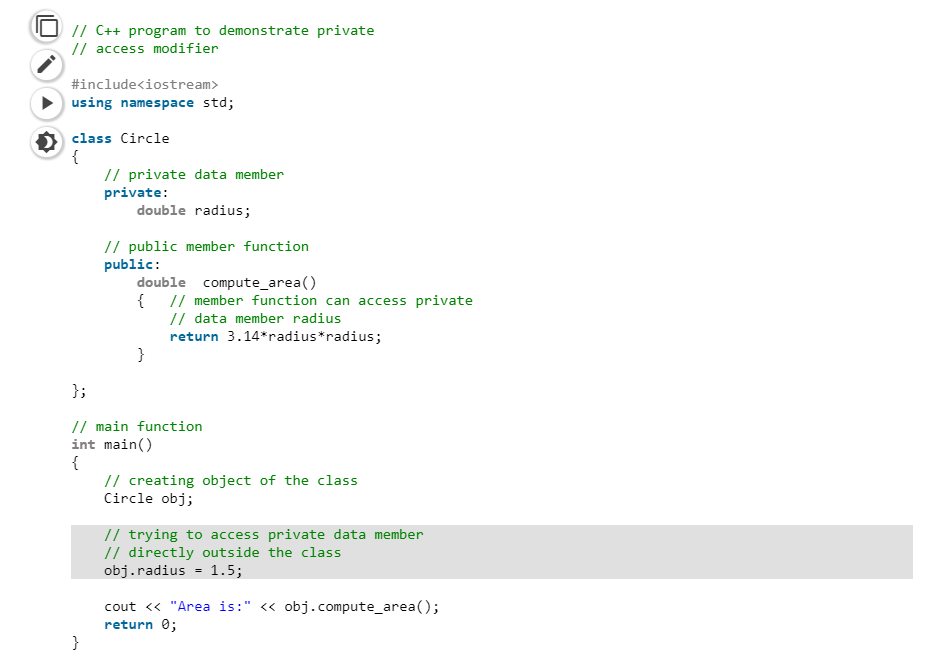 // C++ program to demonstrate private
// access modifier
#include<iostream>
using namespace std;
class Circle
{
// private data member
private:
double radius;
// public member function
public:
double  compute_area()
{   // member function can access private
// data member radius
return 3.14*radius*radius;
}
};
// main function
int main()
{
// creating object of the class
Circle obj;
// trying to access private data member
// directly outside the class
obj.radius = 1.5;
cout << "Area is:" << obj.compute_area();
return 0;
}